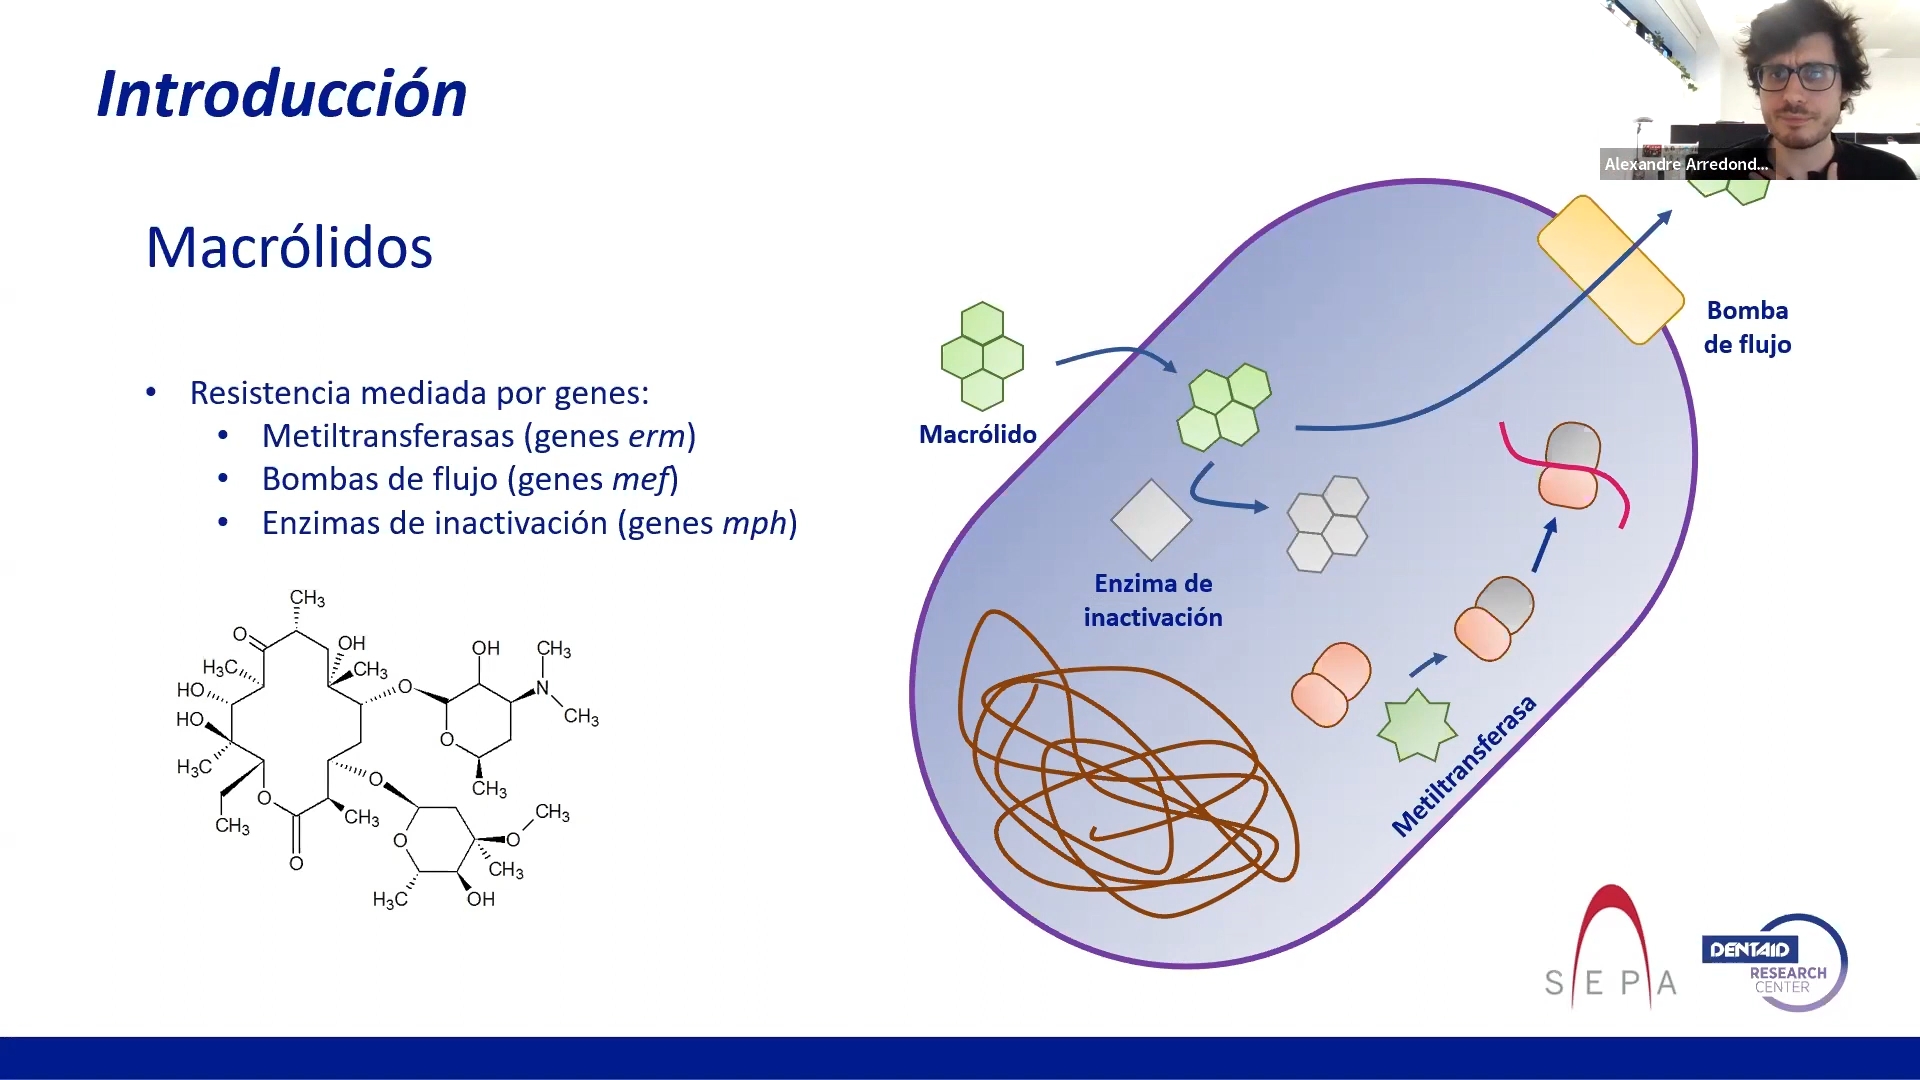 Introducción
Alexandre Arredond...
Macrólidos
• Resistencia mediada por genes:
• Metiltransferasas (genes erm)
• Bombas de flujo (genes mef)
• Enzimas de inactivación (genes mph)
Macrólido
Bomba
de flujo
Enzima de
inactivación
Metiltransferasa
CH₃
O
OH
H₃C
CH₃
HO
HO
H₃C
O
CH₃
O
CH₃
O
OH
CH₃
N
CH₃
O
CH₃
O
O
CH₃
O
CH₃
H₃C
OH
SEPA
DENTAID
RESEARCH
CENTER